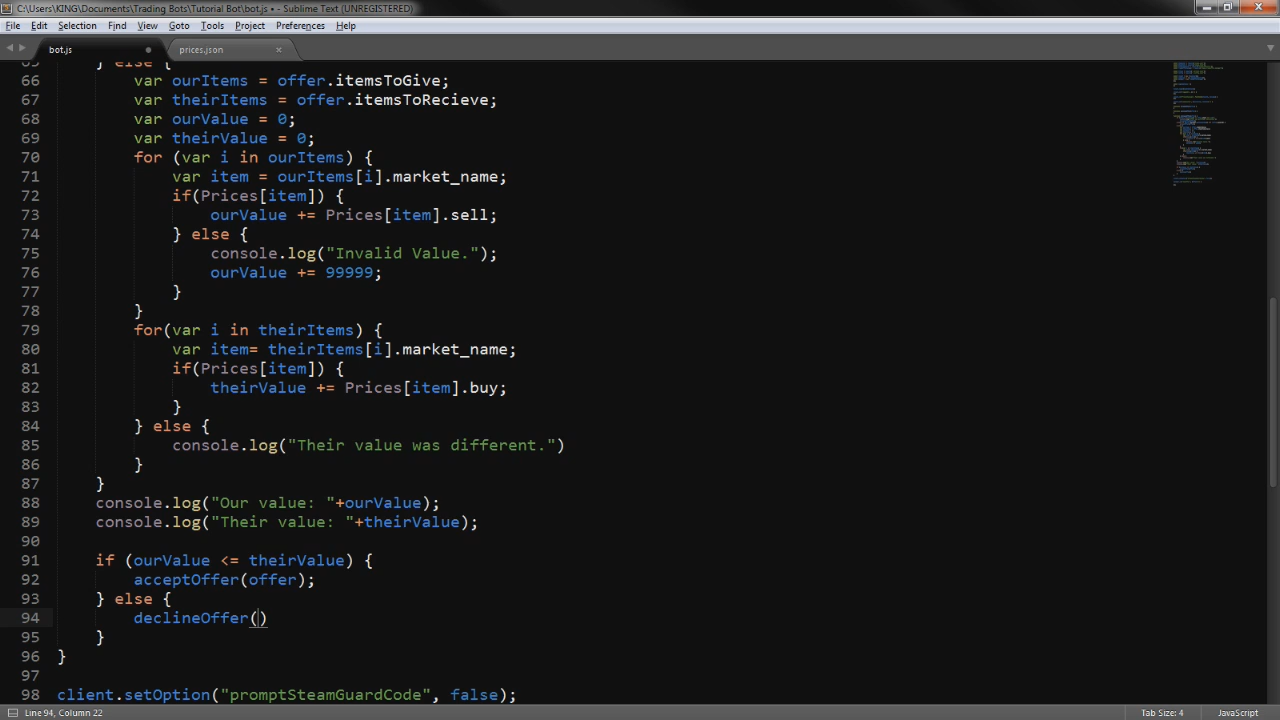 C:\Users\KING\Documents\Trading Bots\Tutorial Bot\bot.js • - Sublime Text (UNREGISTERED)
File Edit Selection Find View Goto Tools Project Preferences Help
bot.js prices.json
65 } else {
66 var ourItems = offer.itemsToGive;
67 var theirItems = offer.itemsToRecieve;
68 var ourValue = 0;
69 var theirValue = 0;
70 for (var i in ourItems) {
71 var item = ourItems[i].market_name;
72 if(Prices[item]) {
73 ourValue += Prices[item].sell;
74 } else {
75 console.log("Invalid Value.");
76 ourValue += 99999;
77 }
78 }
79 for(var i in theirItems) {
80 var item= theirItems[i].market_name;
81 if(Prices[item]) {
82 theirValue += Prices[item].buy;
83 }
84 } else {
85 console.log("Their value was different.")
86 }
87 }
88 console.log("Our value: "+ourValue);
89 console.log("Their value: "+theirValue);
90
91 if (ourValue <= theirValue) {
92 acceptOffer(offer);
93 } else {
94 declineOffer()
95 }
96 }
97
98 client.setOption("promptSteamGuardCode", false);
Line 94, Column 22 Tab Size: 4 JavaScript